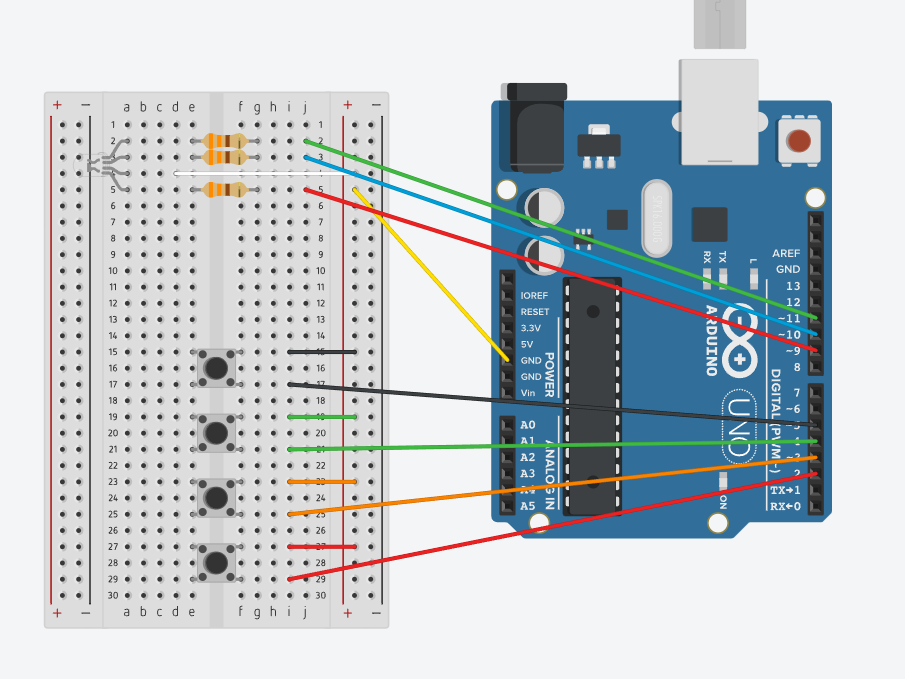 + − a b c d e f g h i j + −
1 1
2 2
3 3
4
5 5
6 6
7 7
8 8
9 9
10 10
11 11
12 12
13 13
14 14
15 15
16 16
17 17
18 18
19 19
20 20
21 21
22 22
23 23
24 24
25 25
26 26
27 27
28 28
29 29
30 30
+ − a b c d e f g h i j + −
IOREF
RESET
3.3V
5V
GND
GND
Vin
POWER
A0
A1
A2
A3
A4
A5
ANALOG IN
RX
TX
L
ARDUINO
UNO
ON
AREF
GND
13
12
~11
~10
~9
8
7
~6
~5
4
~3
2
TX→1
RX←0
DIGITAL (PWM~)